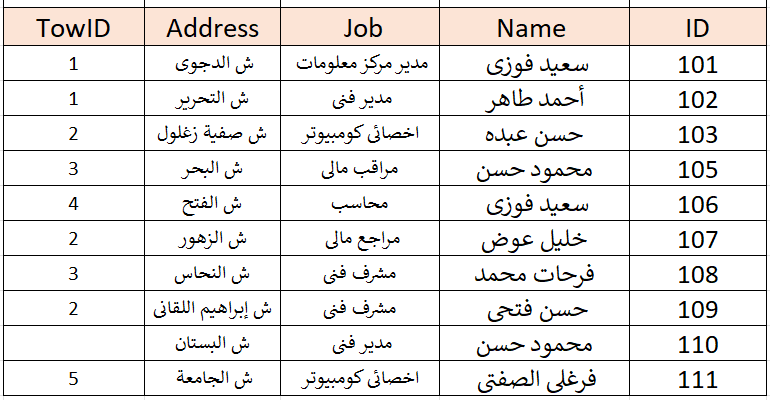 ID Name Job Address TowID
101 سعيد فوزى مدير مركز معلومات ش الدجوى 1
102 أحمد طاهر مدير فنى ش التحرير 1
103 حسن عبده اخصائى كومبيوتر ش صفية زغلول 2
105 محمود حسن مراقب مالى ش البحر 3
106 سعيد فوزى محاسب ش الفتح 4
107 خليل عوض مراجع مالى ش الزهور 2
108 فرحات محمد مشرف فنى ش النحاس 3
109 حسن فتحى مشرف فنى ش إبراهيم اللقانى 2
110 محمود حسن مدير فنى ش البستان
111 فرغلى الصفتى اخصائى كومبيوتر ش الجامعة 5